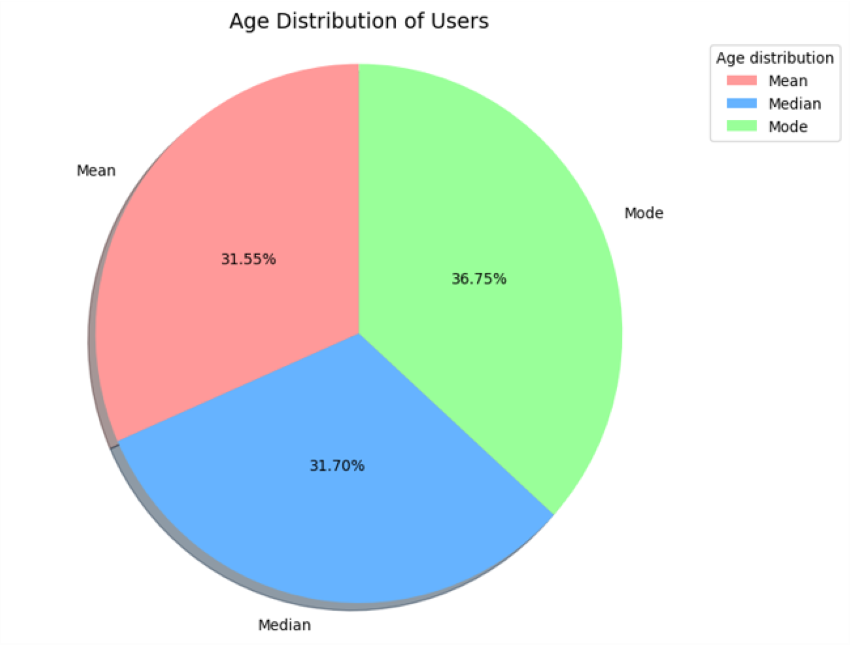 Age Distribution of Users
Age distribution
Mean
Median
Mode
Mean
Mode
31.55%
36.75%
31.70%
Median